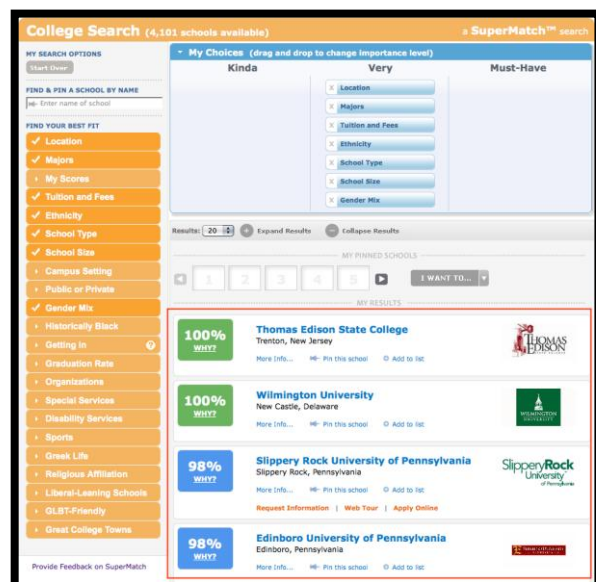 College Search (4,101 schools available)
a SuperMatch™ search
MY SEARCH OPTIONS
Start Over
FIND & PIN A SCHOOL BY NAME
Enter name of school
FIND YOUR BEST FIT
Location
Majors
My Scores
Tuition and Fees
Ethnicity
School Type
School Size
Campus Setting
Public or Private
Gender Mix
Historically Black
Getting In ?
Graduation Rate
Organizations
Special Services
Disability Services
Sports
Greek Life
Religious Affiliation
Liberal-Leaning Schools
GLBT-Friendly
Great College Towns
Provide Feedback on SuperMatch
My Choices (drag and drop to change importance level)
Kinda Very Must-Have
X Location
X Majors
X Tuition and Fees
X Ethnicity
X School Type
X School Size
X Gender Mix
Results: 20 Expand Results Collapse Results
MY PINNED SCHOOLS
1 2 3 4 5 I WANT TO...
MY RESULTS
100%
WHY?
Thomas Edison State College
Trenton, New Jersey
More Info... Pin this school Add to list
THOMAS
EDISON
100%
WHY?
Wilmington University
New Castle, Delaware
More Info... Pin this school Add to list
WILMINGTON
UNIVERSITY
98%
WHY?
Slippery Rock University of Pennsylvania
Slippery Rock, Pennsylvania
More Info... Pin this school Add to list
Request Information | Web Tour | Apply Online
SlipperyRock
University
of Pennsylvania
98%
WHY?
Edinboro University of Pennsylvania
Edinboro, Pennsylvania
More Info... Pin this school Add to list